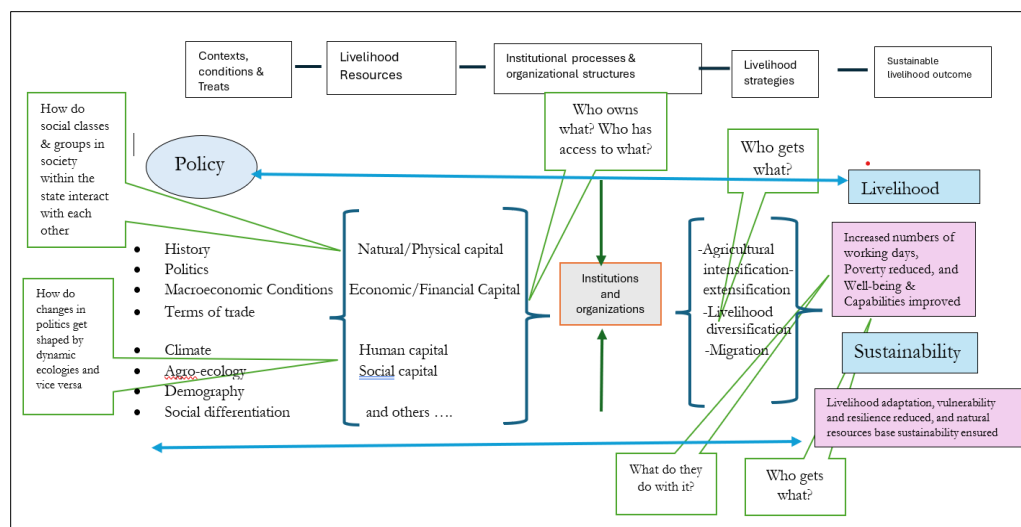 Contexts,
conditions &
Treats
Livelihood
Resources
Institutional processes &
organizational structures
Livelihood
strategies
Sustainable
livelihood outcome
How do
social classes
& groups in
society
within the
state interact
with each
other
Policy
Who owns
what? Who has
access to what?
Who gets
what?
Livelihood
History
Politics
Macroeconomic Conditions
Terms of trade
Climate
Agro-ecology
Demography
Social differentiation
How do
changes in
politics get
shaped by
dynamic
ecologies and
vice versa
Natural/Physical capital
Economic/Financial Capital
Human capital
Social capital
and others ….
Institutions
and
organizations
-Agricultural
intensification-
extensification
-Livelihood
diversification
-Migration
Increased numbers of
working days,
Poverty reduced, and
Well-being &
Capabilities improved
Sustainability
Livelihood adaptation, vulnerability
and resilience reduced, and natural
resources base sustainability ensured
What do they
do with it?
Who gets
what?